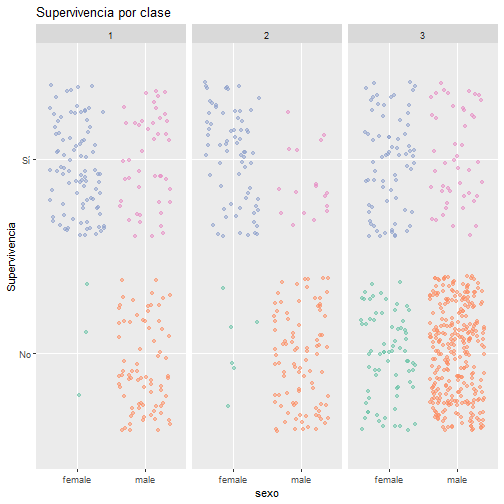 Supervivencia por clase
1
2
3
Supervivencia
Sí
No
female
male
female
male
female
male
sexo